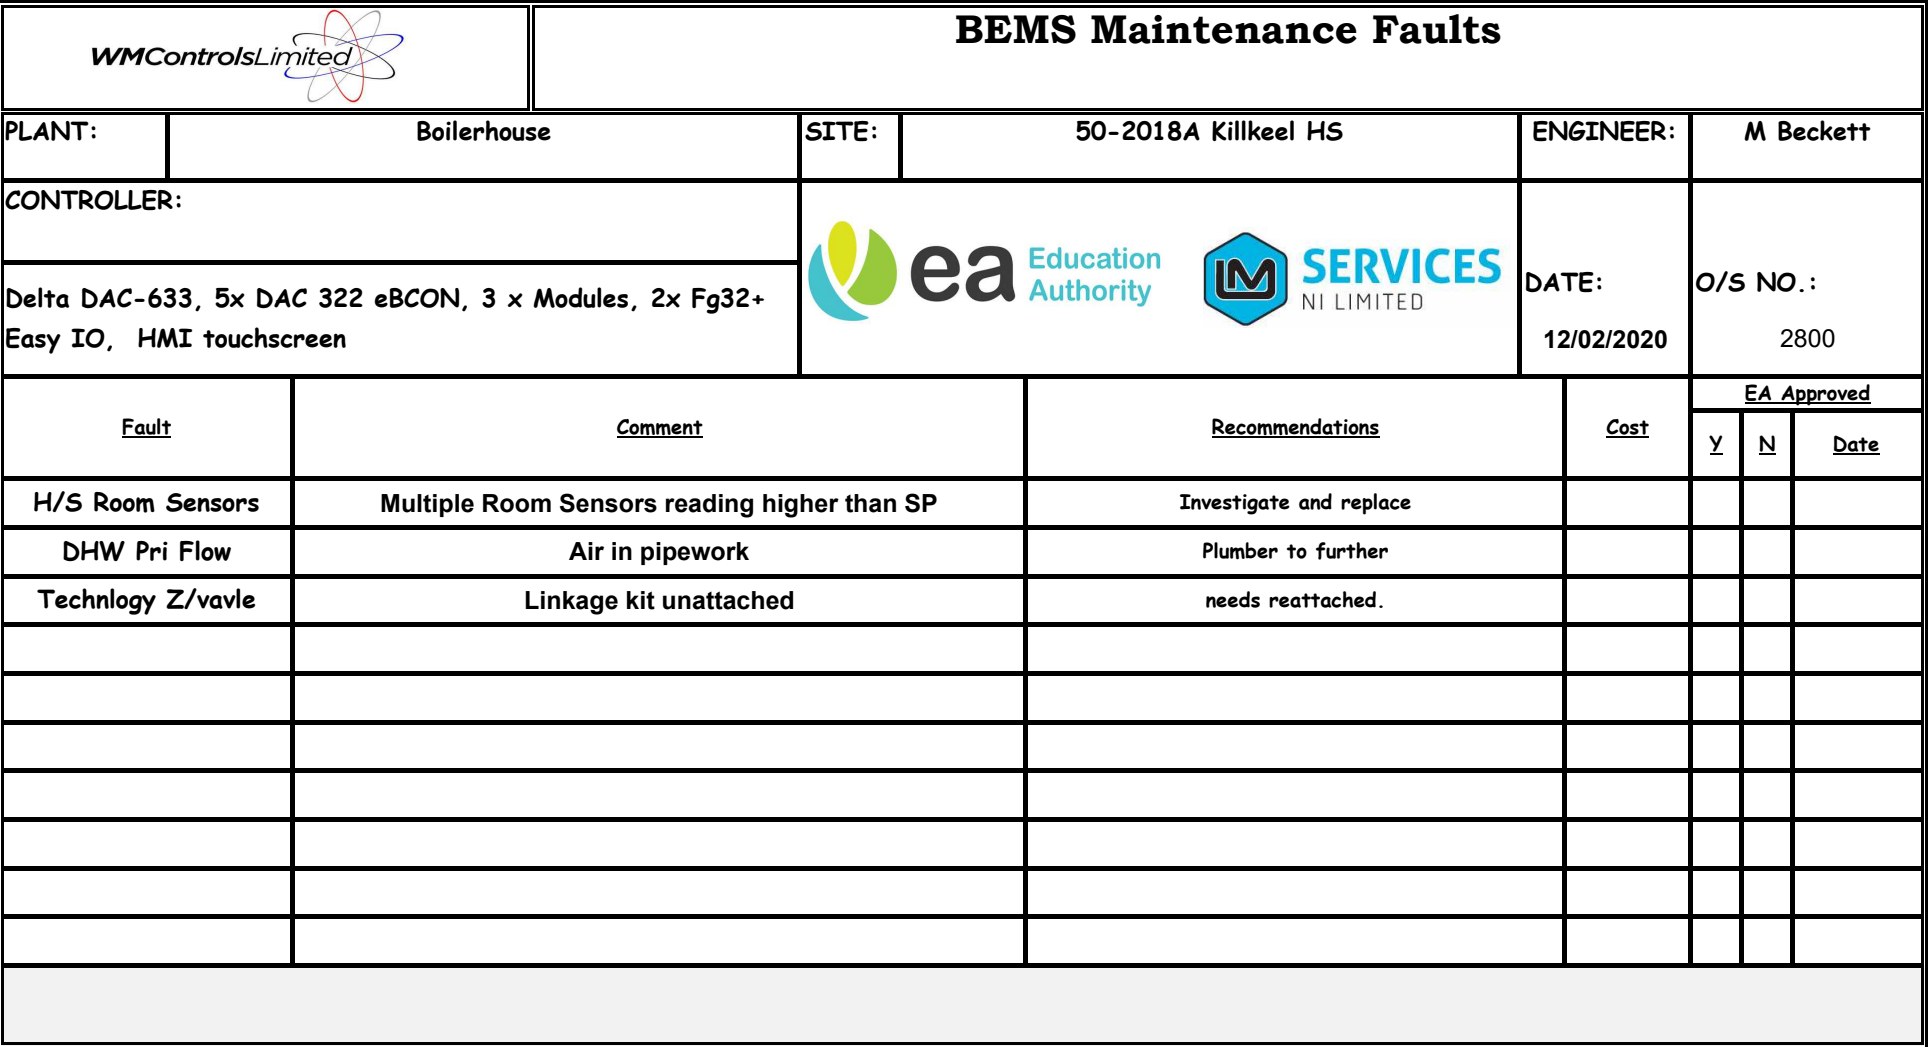 WMControlsLimited
BEMS Maintenance Faults
PLANT:
Boilerhouse
SITE:
50-2018A Killkeel HS
ENGINEER:
M Beckett
CONTROLLER:
Delta DAC-633, 5x DAC 322 eBCON, 3 x Modules, 2x Fg32+
Easy IO, HMI touchscreen
ea Education
Authority
LM SERVICES
NI LIMITED
DATE:
12/02/2020
O/S NO.:
2800
Fault
Comment
Recommendations
Cost
EA Approved
Y
N
Date
H/S Room Sensors
Multiple Room Sensors reading higher than SP
Investigate and replace
DHW Pri Flow
Air in pipework
Plumber to further
Technlogy Z/vavle
Linkage kit unattached
needs reattached.